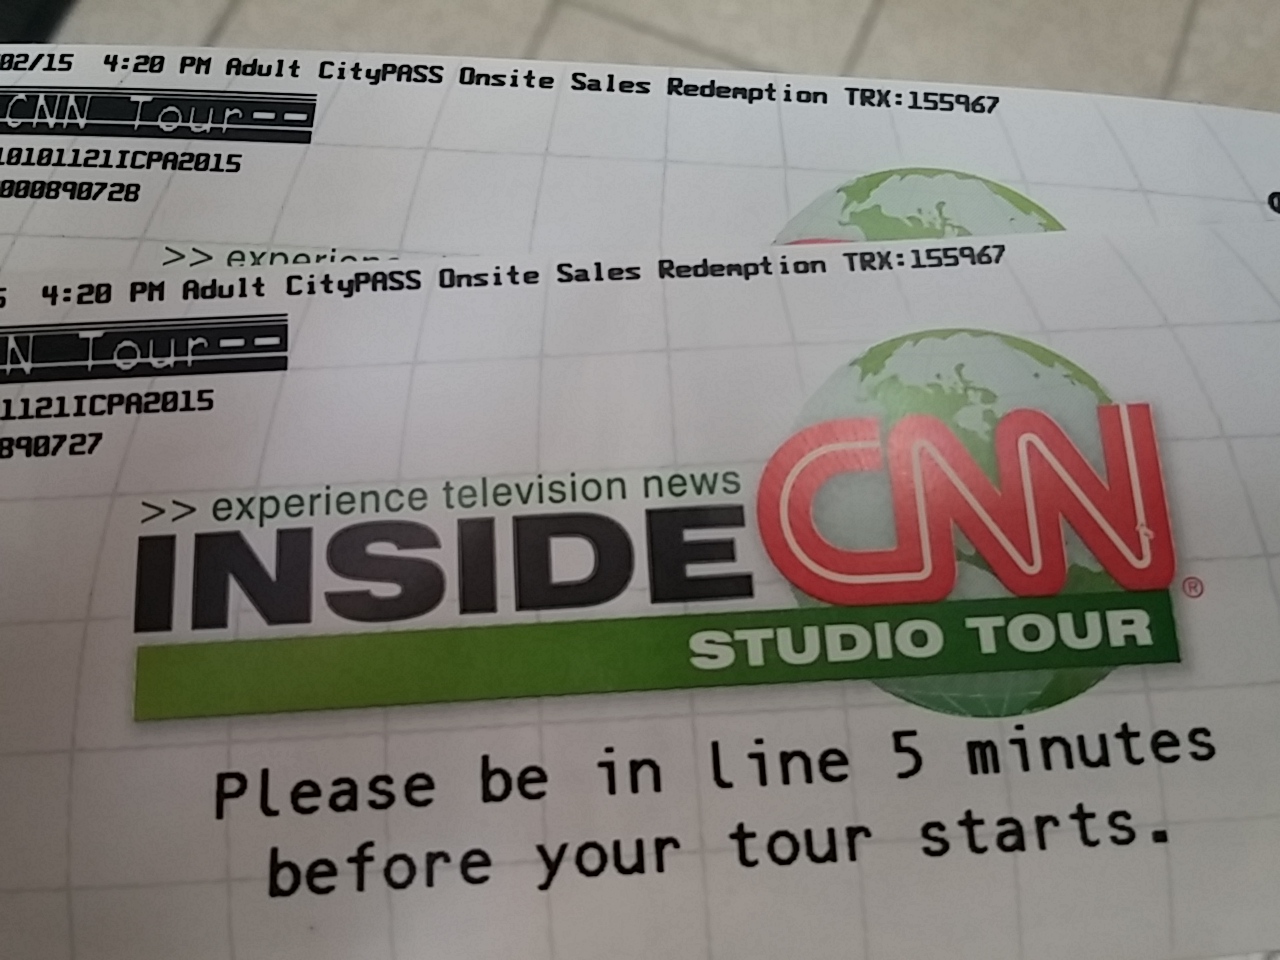 02/15 4:20 PM Adult CityPASS Onsite Sales Redemption TRX:155967
CNN Tour--
10101121ICPA2015
000890728
>> experien
4:20 PM Adult CityPASS Onsite Sales Redemption TRX:155967
N Tour--
1121ICPA2015
890727
>> experience television news
INSIDE CNN
®
STUDIO TOUR
Please be in line 5 minutes
before your tour starts.